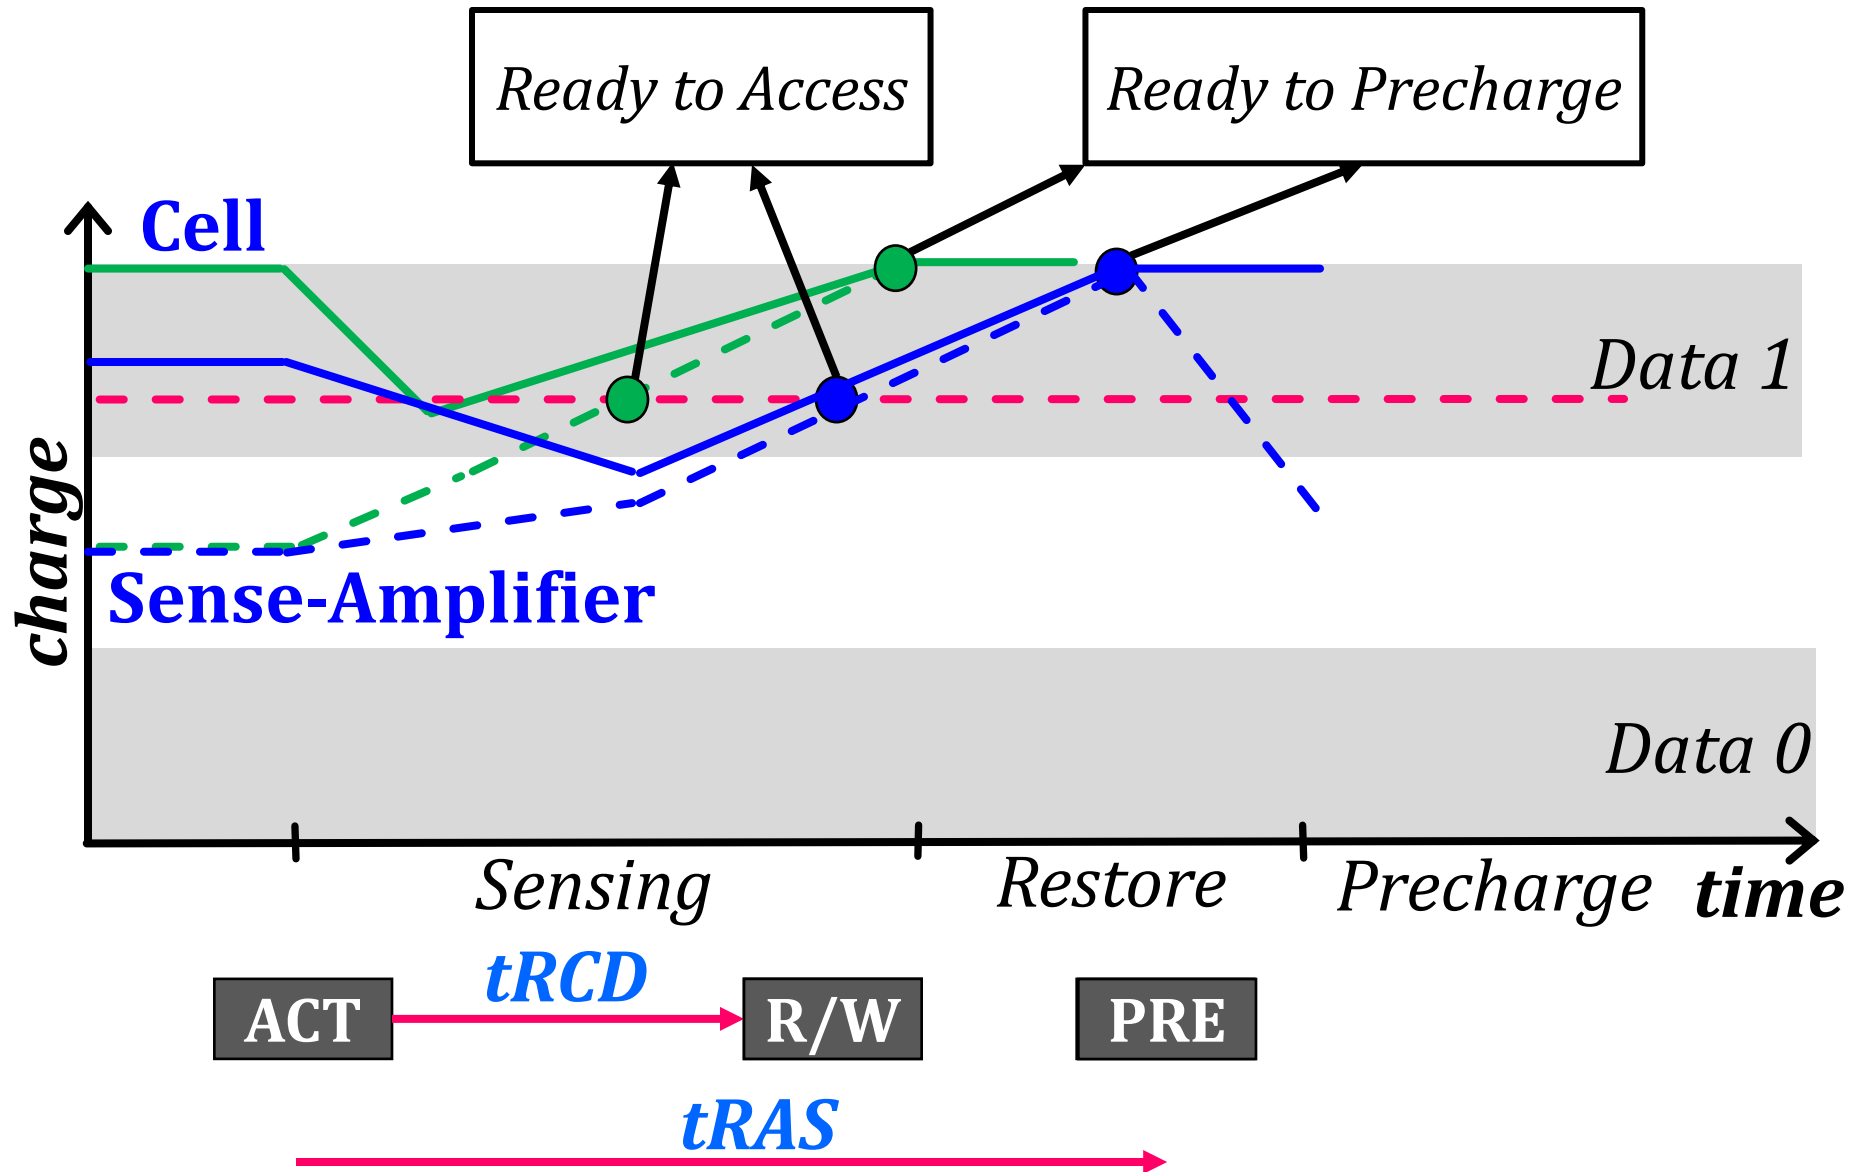 Ready to Access
Ready to Precharge
Cell
Data 1
charge
Sense-Amplifier
Data 0
Sensing
Restore
Precharge
time
tRCD
ACT
R/W
PRE
tRAS